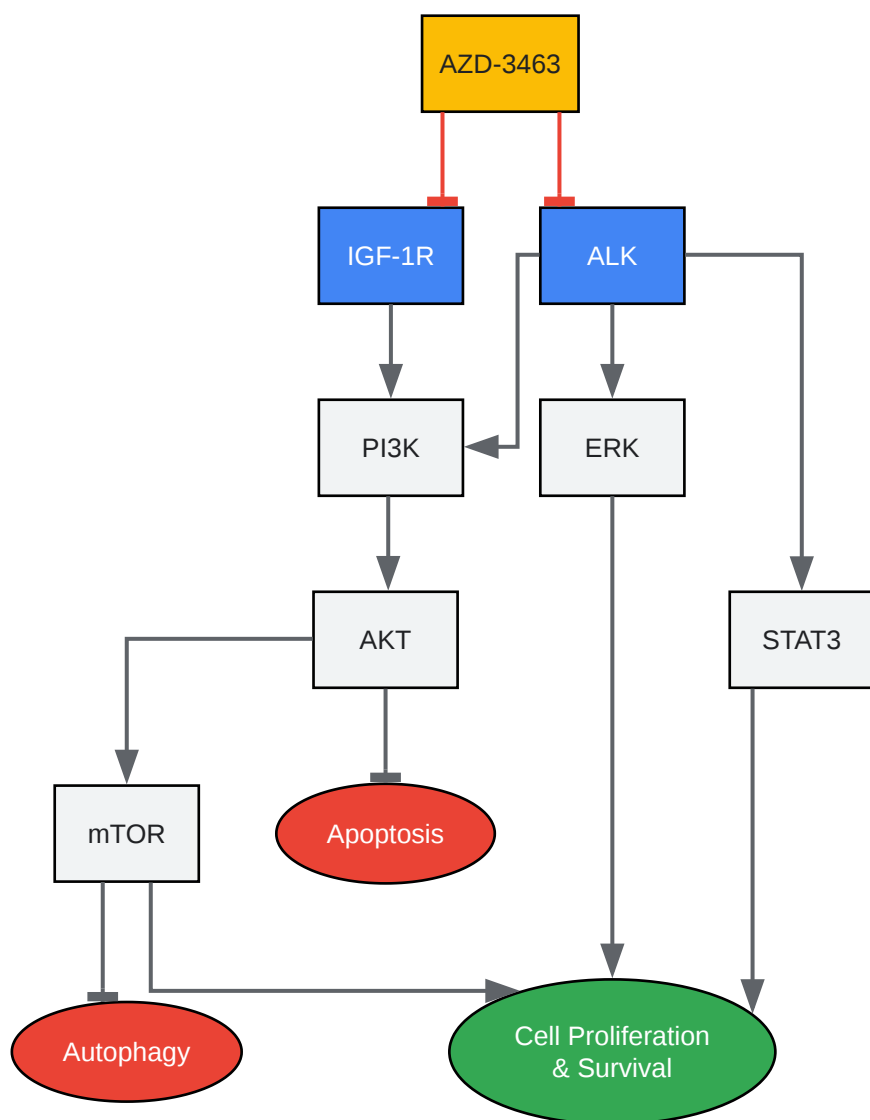 AZD-3463
IGF-1R
ALK
PI3K
ERK
AKT
STAT3
mTOR
Apoptosis
Autophagy
Cell Proliferation
& Survival